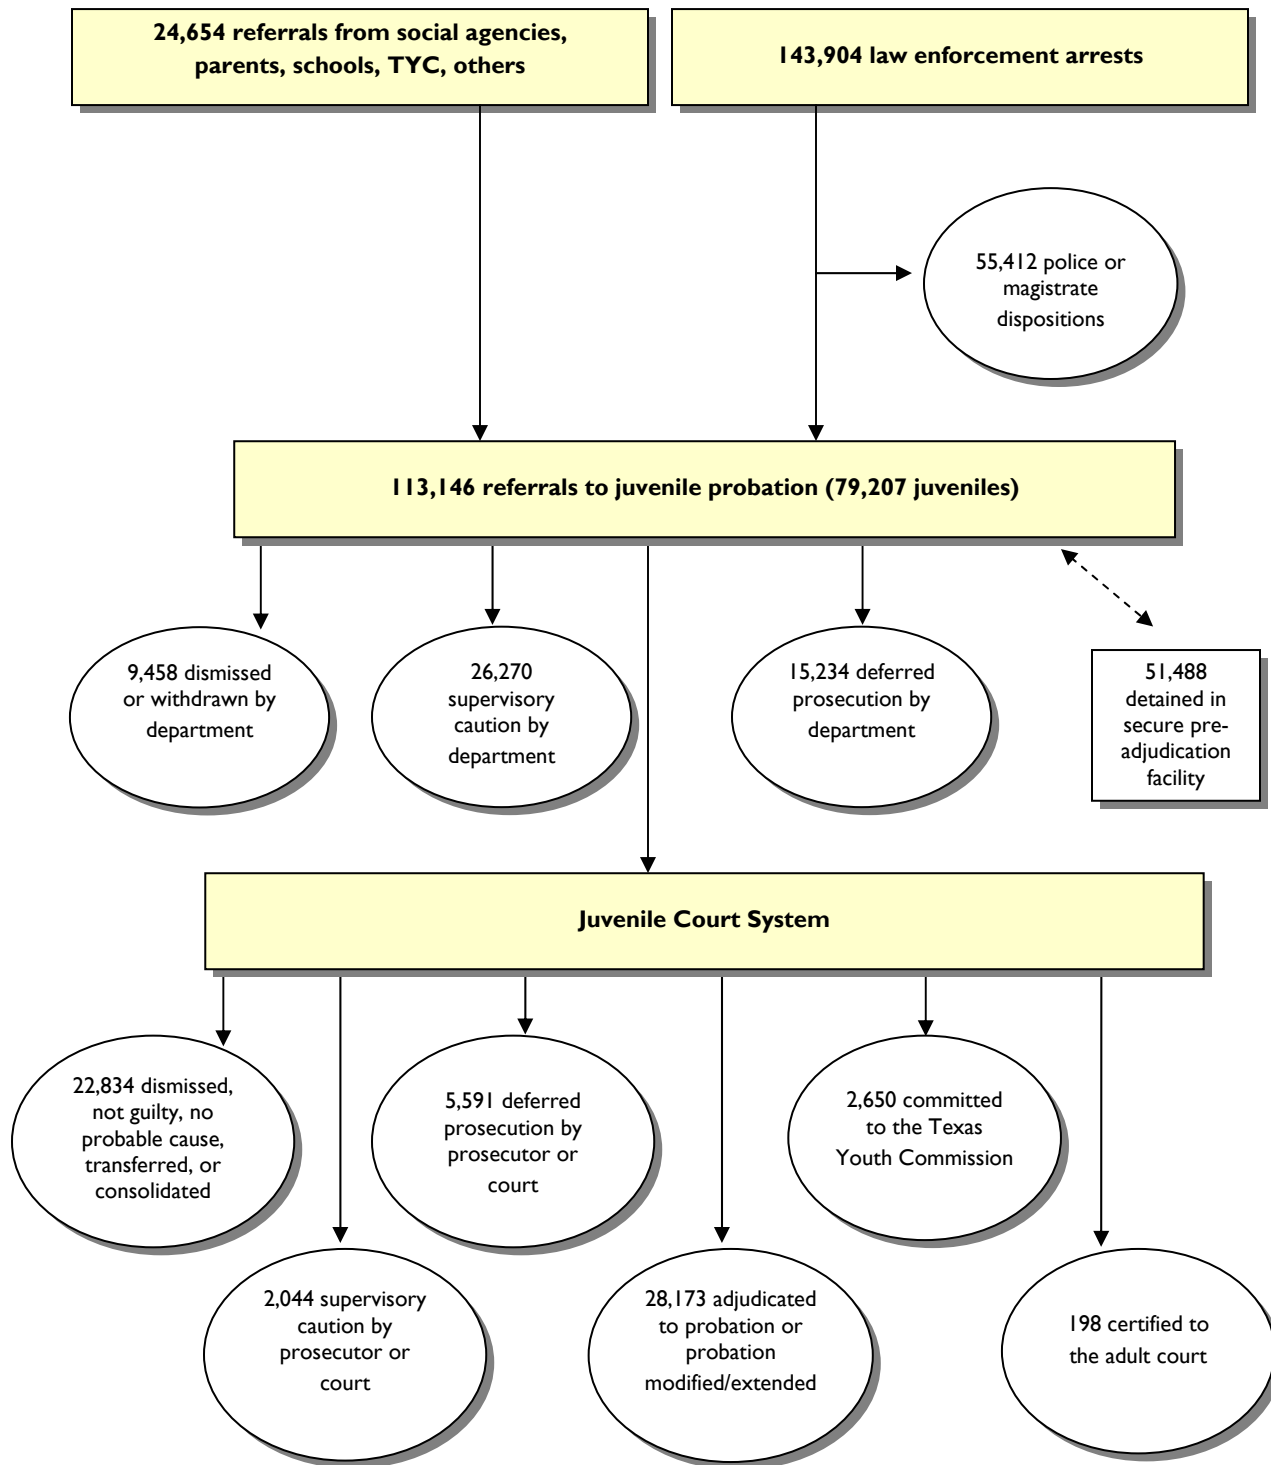 24,654 referrals from social agencies,
parents, schools, TYC, others
143,904 law enforcement arrests
55,412 police or
magistrate
dispositions
113,146 referrals to juvenile probation (79,207 juveniles)
9,458 dismissed
or withdrawn by
department
26,270
supervisory
caution by
department
15,234 deferred
prosecution by
department
51,488
detained in
secure pre-
adjudication
facility
Juvenile Court System
22,834 dismissed,
not guilty, no
probable cause,
transferred, or
consolidated
5,591 deferred
prosecution by
prosecutor or
court
2,650 committed
to the Texas
Youth Commission
2,044 supervisory
caution by
prosecutor or
court
28,173 adjudicated
to probation or
probation
modified/extended
198 certified to
the adult court